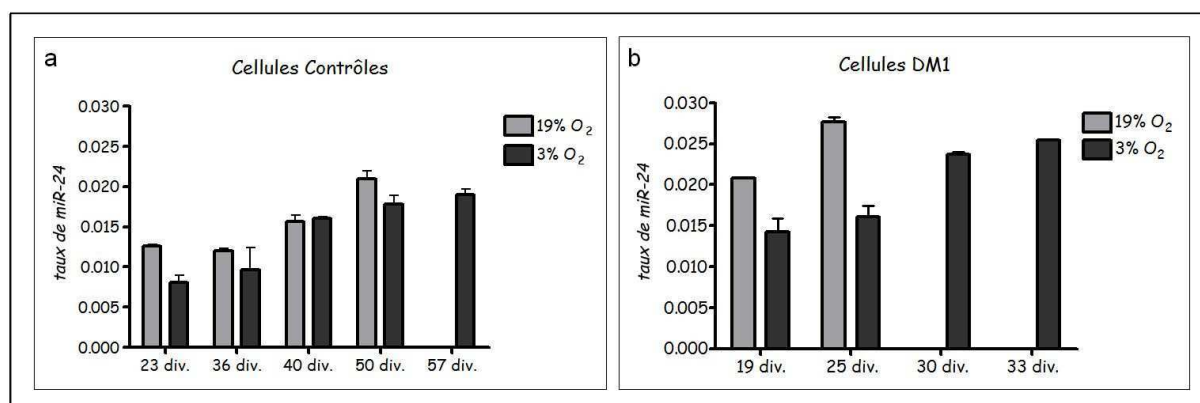 a
Cellules Contrôles
taux de miR-24
0.030
0.025
0.020
0.015
0.010
0.005
0.000
23 div. 36 div. 40 div. 50 div. 57 div.
19% O₂
3% O₂
b
Cellules DM1
taux de miR-24
0.030
0.025
0.020
0.015
0.010
0.005
0.000
19 div. 25 div. 30 div. 33 div.
19% O₂
3% O₂